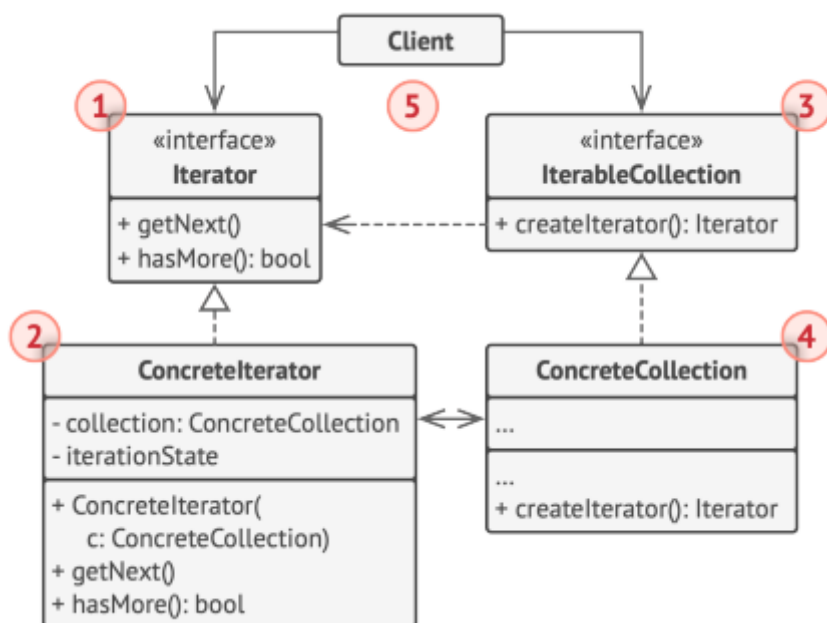 Client
1
5
3
«interface»
Iterator
+ getNext()
+ hasMore(): bool
«interface»
IterableCollection
+ createIterator(): Iterator
2
4
ConcreteIterator
- collection: ConcreteCollection
- iterationState
+ ConcreteIterator(
c: ConcreteCollection)
+ getNext()
+ hasMore(): bool
ConcreteCollection
...
...
+ createIterator(): Iterator